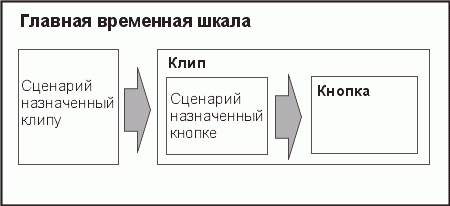 Главная временная шкала
Сценарий
назначенный
клипу
Клип
Сценарий
назначенный
кнопке
Кнопка